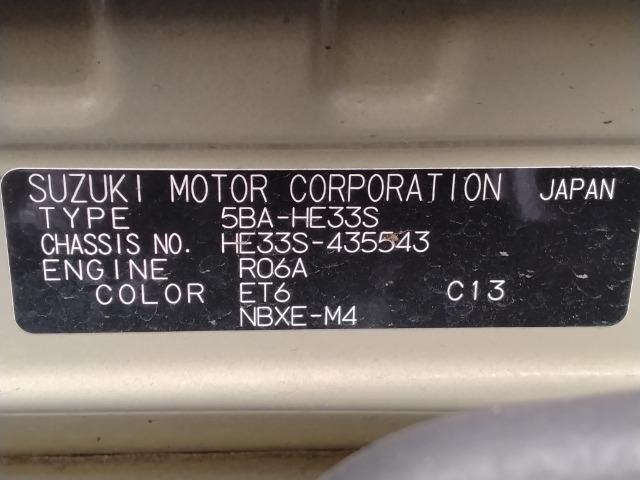 SUZUKI MOTOR CORPORATION JAPAN
TYPE 5BA-HE33S
CHASSIS NO. HE33S-435543
ENGINE R06A
COLOR ET6 C13
NBXE-M4